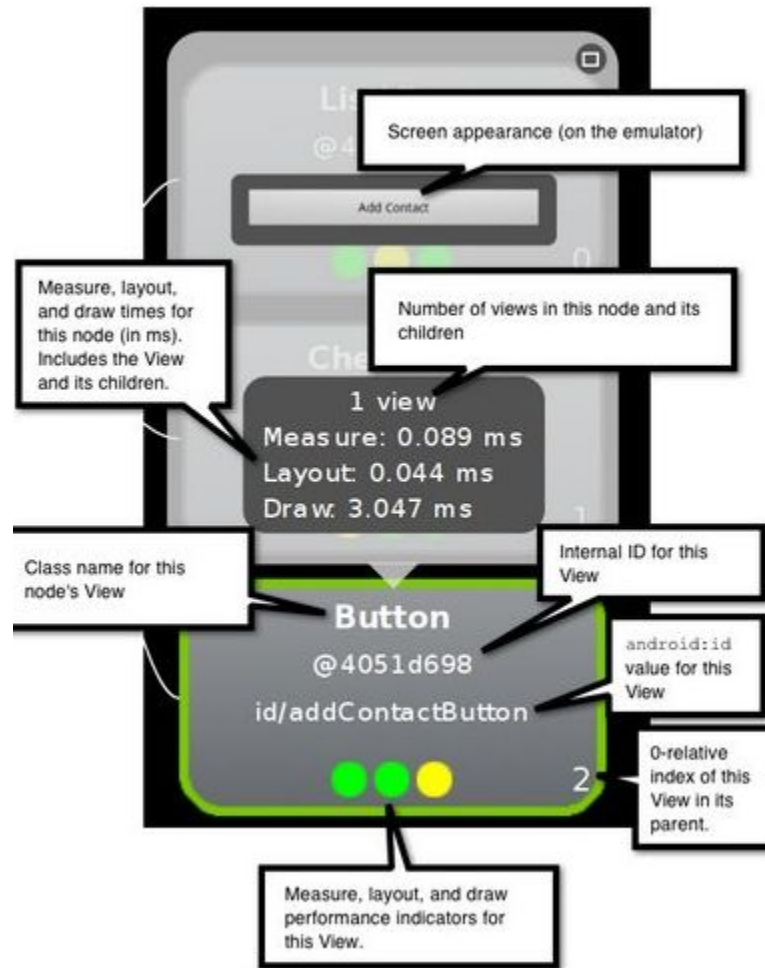 Lis
@4
Screen appearance (on the emulator)
Add Contact
0
Measure, layout,
and draw times for
this node (in ms).
Includes the View
and its children.
Number of views in this node and its
children
Che
1 view
Measure: 0.089 ms
Layout: 0.044 ms
Draw: 3.047 ms
1
Class name for this
node's View
Internal ID for this
View
Button
@4051d698
android:id
value for this
View
id/addContactButton
0-relative
index of this
View in its
parent.
2
Measure, layout, and draw
performance indicators for
this View.